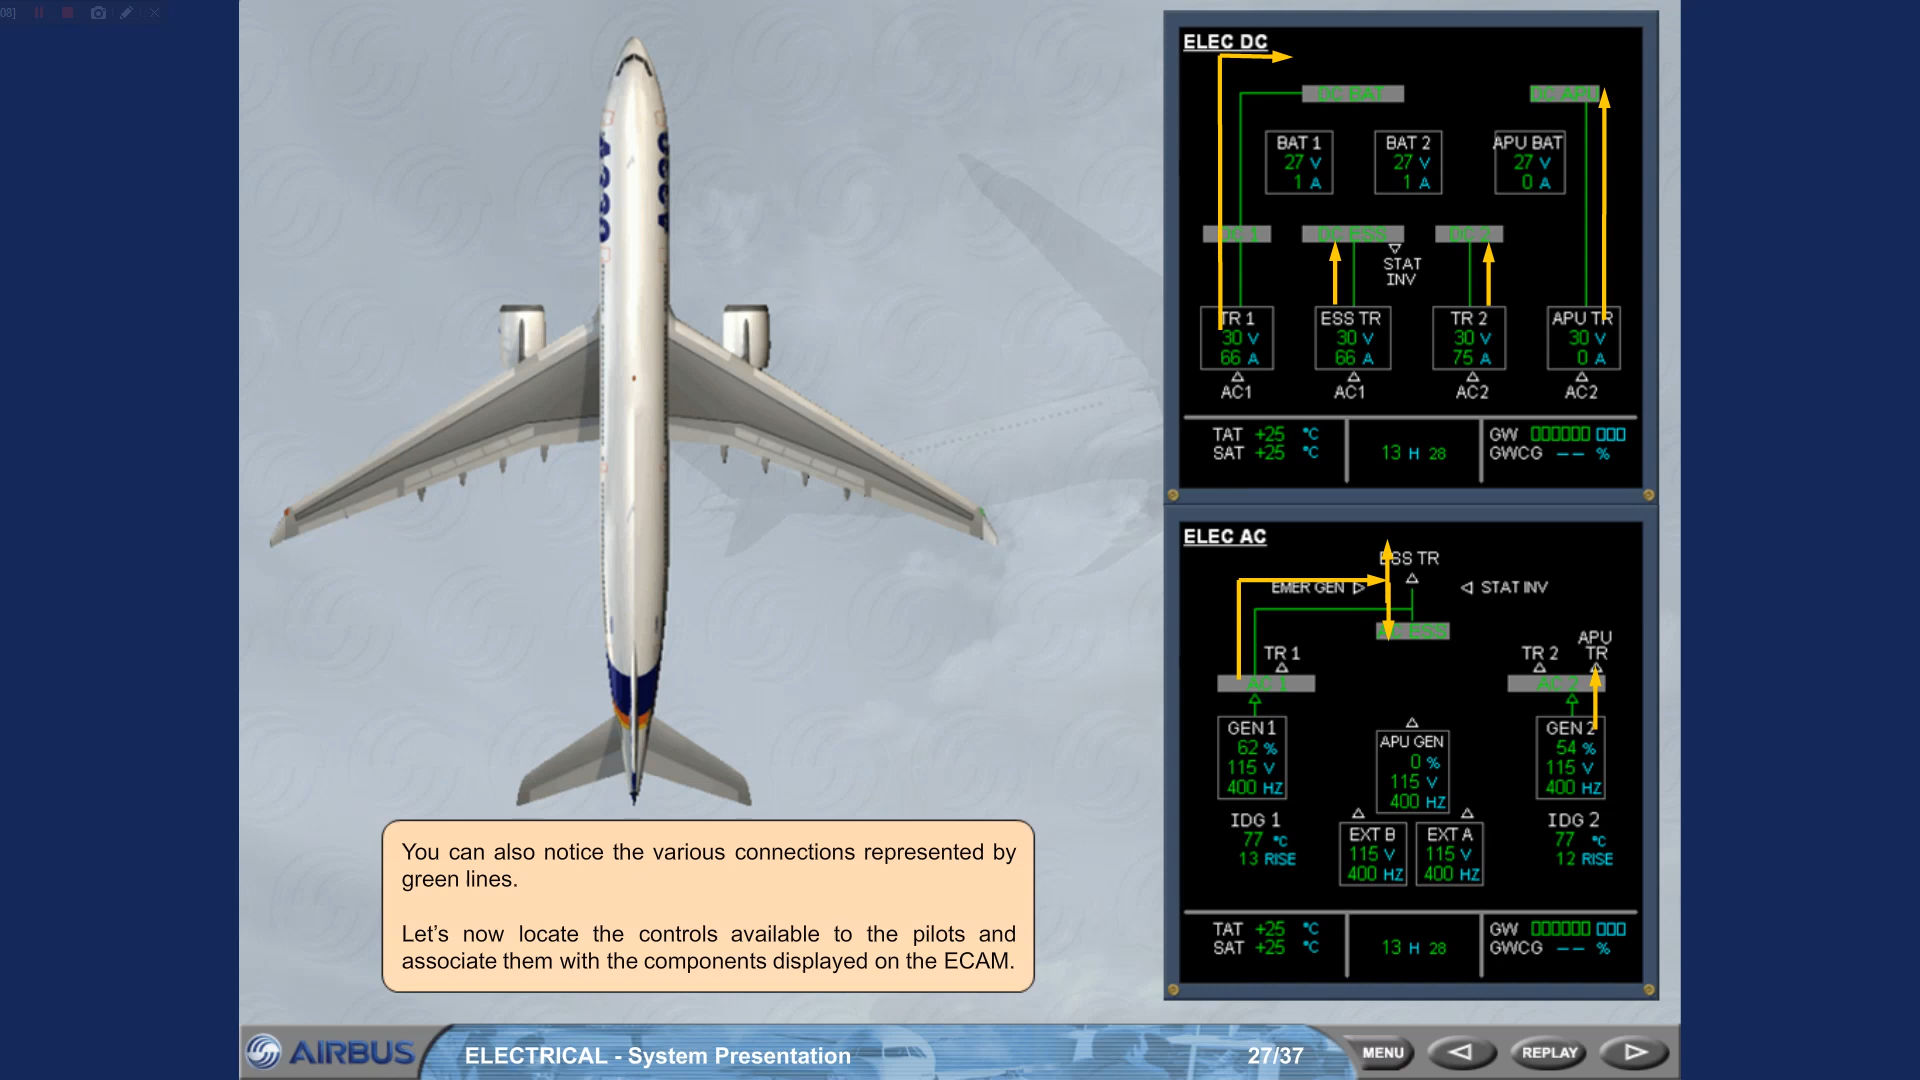 08]
A330
A330
You can also notice the various connections represented by
green lines.
Let's now locate the controls available to the pilots and
associate them with the components displayed on the ECAM.
ELEC DC
DC BAT DC APU
BAT 1 BAT 2 APU BAT
27 V 27 V 27 V
1 A 1 A 0 A
DC 1 DC ESS DC 2
STAT
INV
TR 1 ESS TR TR 2 APU TR
30 V 30 V 30 V 30 V
66 A 66 A 75 A 0 A
AC1 AC1 AC2 AC2
TAT +25 °C GW
SAT +25 °C 13 H 28 GWCG -- %
ELEC AC
ESS TR
EMER GEN STAT INV
AC ESS
APU
TR 1 TR 2 TR
AC 1 AC 2
GEN 1 GEN 2
62 % 54 %
115 V 115 V
400 HZ 400 HZ
APU GEN
0 %
115 V
400 HZ
IDG 1 IDG 2
77 °C 77 °C
13 RISE 12 RISE
EXT B EXT A
115 V 115 V
400 HZ 400 HZ
TAT +25 °C GW
SAT +25 °C 13 H 28 GWCG -- %
AIRBUS ELECTRICAL - System Presentation 27/37 MENU REPLAY